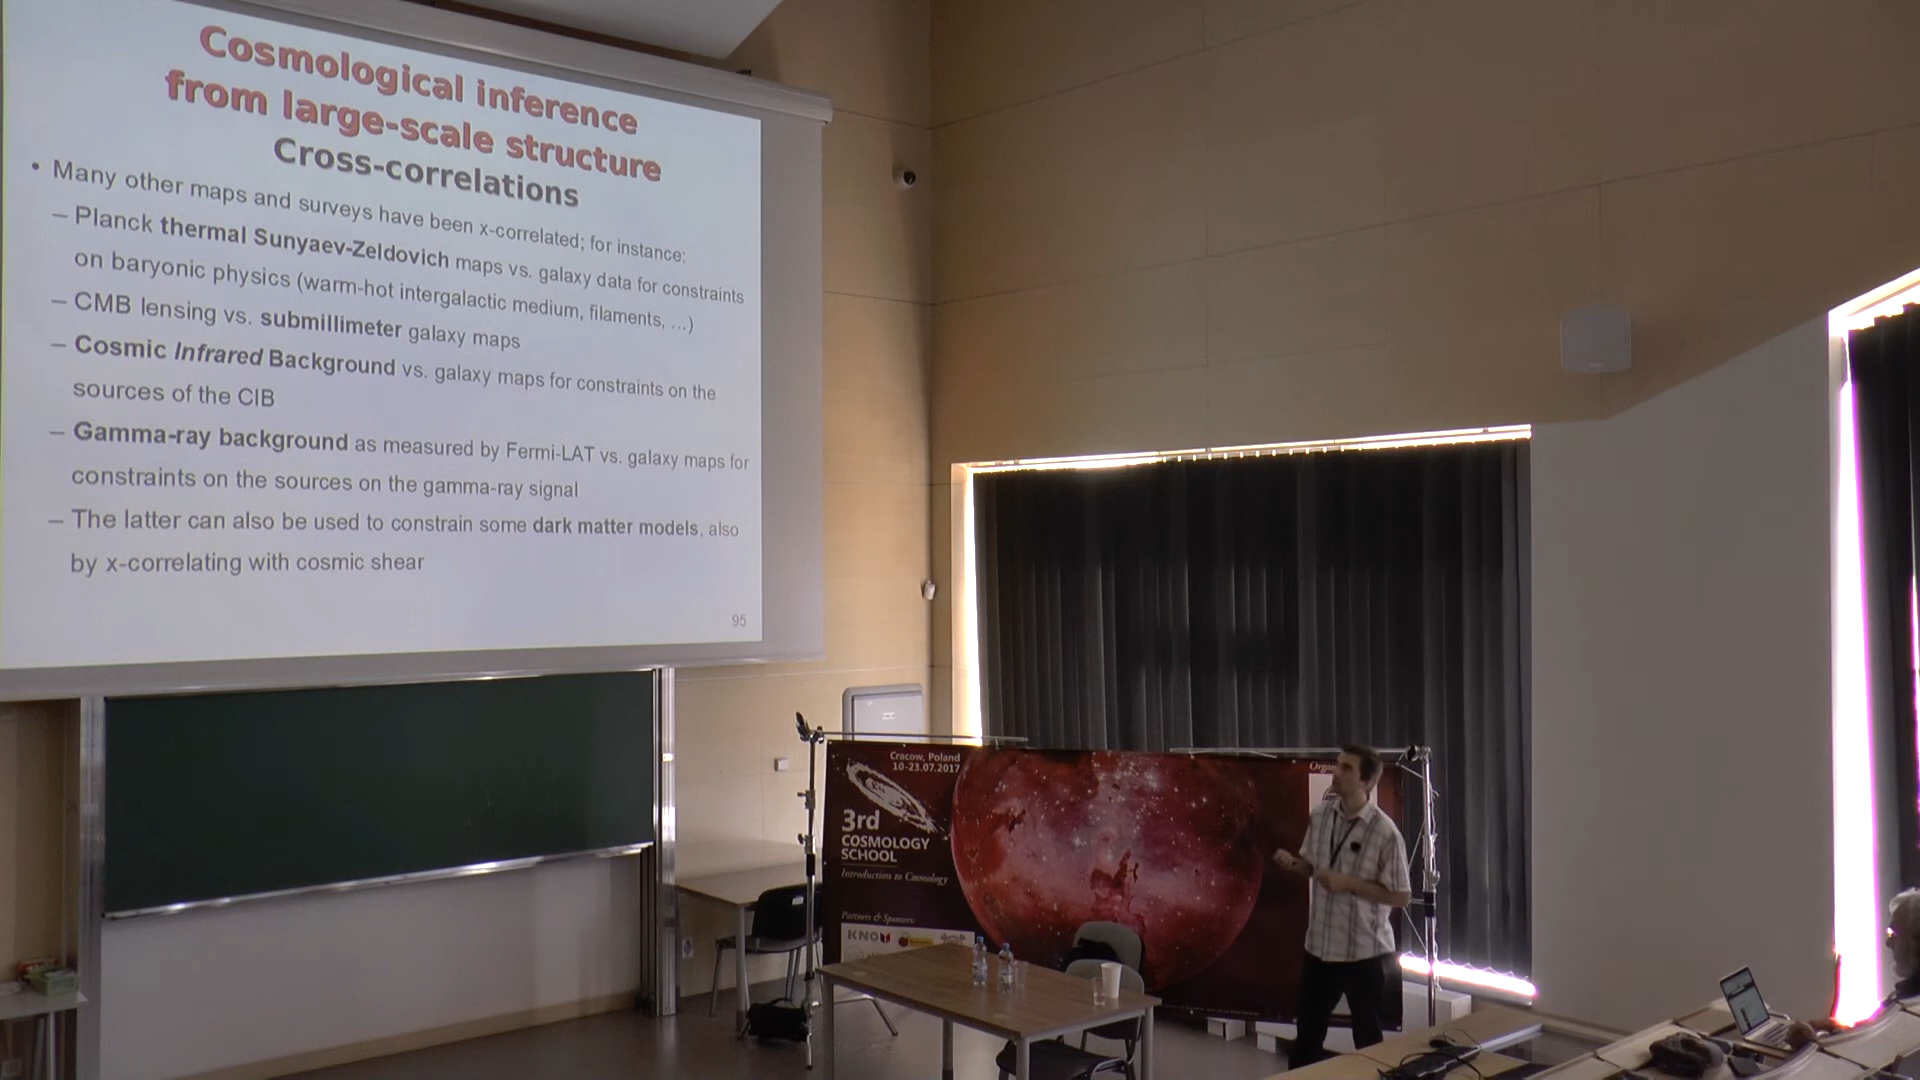 Cosmological inference
from large-scale structure
Cross-correlations
• Many other maps and surveys have been x-correlated; for instance:
– Planck thermal Sunyaev-Zeldovich maps vs. galaxy data for constraints
on baryonic physics (warm-hot intergalactic medium, filaments, ...)
– CMB lensing vs. submillimeter galaxy maps
– Cosmic Infrared Background vs. galaxy maps for constraints on the
sources of the CIB
– Gamma-ray background as measured by Fermi-LAT vs. galaxy maps for
constraints on the sources on the gamma-ray signal
– The latter can also be used to constrain some dark matter models, also
by x-correlating with cosmic shear
95
Cracow, Poland
10-23.07.2017
3rd
COSMOLOGY
SCHOOL
Introduction to Cosmology
Partners & Sponsors:
KNOW